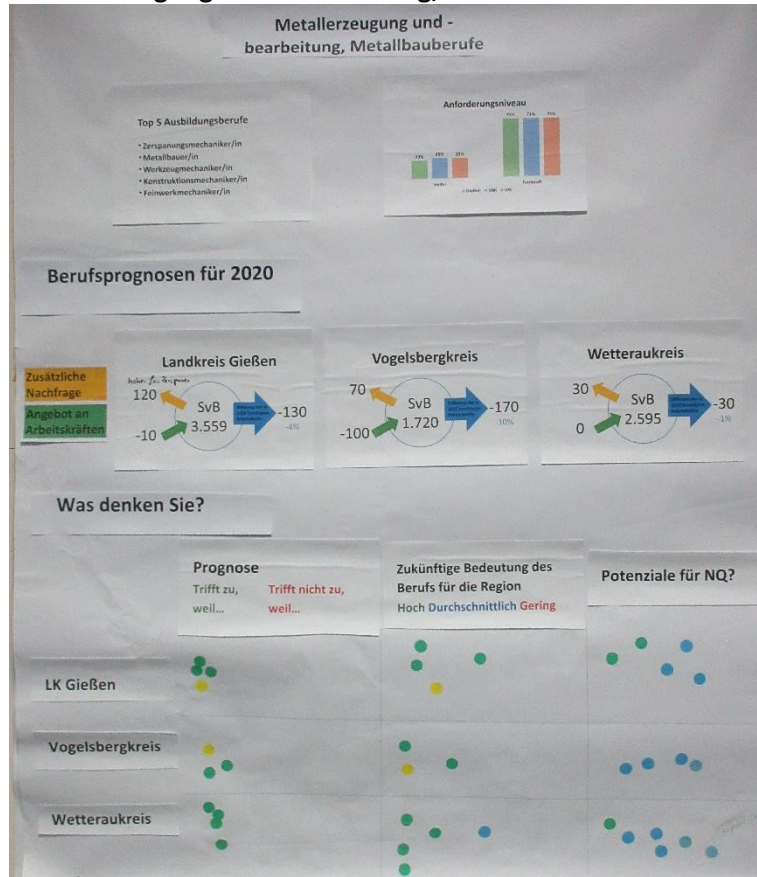 Metallerzeugung und -
bearbeitung, Metallbauberufe
Top 5 Ausbildungsberufe
• Zerspanungsmechaniker/in
• Metallbauer/in
• Werkzeugmechaniker/in
• Konstruktionsmechaniker/in
• Feinwerkmechaniker/in
Anforderungsniveau
Helfer
Fachkraft
Berufsprognosen für 2020
Zusätzliche
Nachfrage
Angebot an
Arbeitskräften
Landkreis Gießen
120
SvB
3.559
-10
-130
-4%
Vogelsbergkreis
70
SvB
1.720
-100
-170
10%
Wetteraukreis
30
SvB
2.595
0
-30
-1%
Was denken Sie?
Prognose
Trifft zu, Trifft nicht zu,
weil... weil...
Zukünftige Bedeutung des
Berufs für die Region
Hoch Durchschnittlich Gering
Potenziale für NQ?
LK Gießen
Vogelsbergkreis
Wetteraukreis